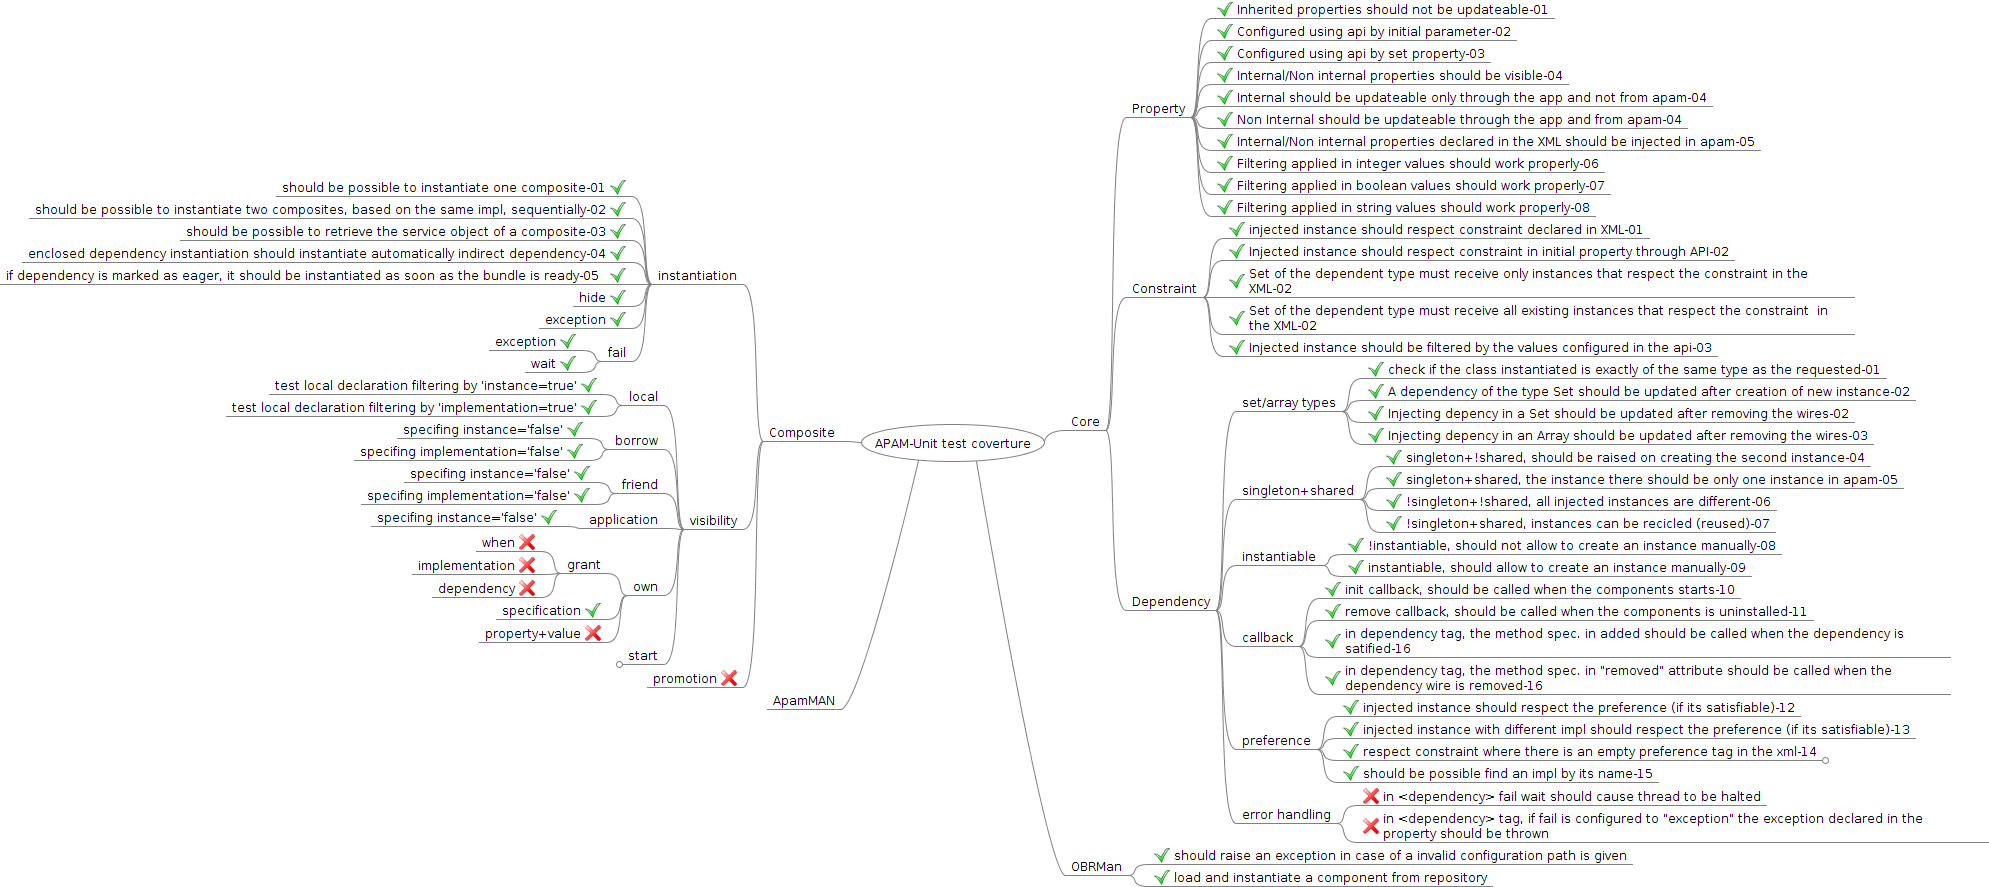 APAM-Unit test coverture
Core
Property
Inherited properties should not be updateable-01
Configured using api by initial parameter-02
Configured using api by set property-03
Internal/Non internal properties should be visible-04
Internal should be updateable only through the app and not from apam-04
Non Internal should be updateable through the app and from apam-04
Internal/Non internal properties declared in the XML should be injected in apam-05
Filtering applied in integer values should work properly-06
Filtering applied in boolean values should work properly-07
Filtering applied in string values should work properly-08
Constraint
injected instance should respect constraint declared in XML-01
Injected instance should respect constraint in initial property through API-02
Set of the dependent type must receive only instances that respect the constraint in the
XML-02
Set of the dependent type must receive all existing instances that respect the constraint  in
the XML-02
Injected instance should be filtered by the values configured in the api-03
Dependency
set/array types
check if the class instantiated is exactly of the same type as the requested-01
A dependency of the type Set should be updated after creation of new instance-02
Injecting depency in a Set should be updated after removing the wires-02
Injecting depency in an Array should be updated after removing the wires-03
singleton+shared
singleton+!shared, should be raised on creating the second instance-04
singleton+shared, the instance there should be only one instance in apam-05
!singleton+!shared, all injected instances are different-06
!singleton+shared, instances can be recicled (reused)-07
instantiable
!instantiable, should not allow to create an instance manually-08
instantiable, should allow to create an instance manually-09
callback
init callback, should be called when the components starts-10
remove callback, should be called when the components is uninstalled-11
in dependency tag, the method spec. in added should be called when the dependency is
satified-16
in dependency tag, the method spec. in "removed" attribute should be called when the
dependency wire is removed-16
preference
injected instance should respect the preference (if its satisfiable)-12
injected instance with different impl should respect the preference (if its satisfiable)-13
respect constraint where there is an empty preference tag in the xml-14
should be possible find an impl by its name-15
error handling
in <dependency> fail wait should cause thread to be halted
in <dependency> tag, if fail is configured to "exception" the exception declared in the
property should be thrown
OBRMan
should raise an exception in case of a invalid configuration path is given
load and instantiate a component from repository
Composite
instantiation
should be possible to instantiate one composite-01
should be possible to instantiate two composites, based on the same impl, sequentially-02
should be possible to retrieve the service object of a composite-03
enclosed dependency instantiation should instantiate automatically indirect dependency-04
if dependency is marked as eager, it should be instantiated as soon as the bundle is ready-05
hide
exception
fail
exception
wait
visibility
local
test local declaration filtering by 'instance=true'
test local declaration filtering by 'implementation=true'
borrow
specifing instance='false'
specifing implementation='false'
friend
specifing instance='false'
specifing implementation='false'
application
specifing instance='false'
own
grant
when
implementation
dependency
specification
property+value
start
promotion
ApamMAN